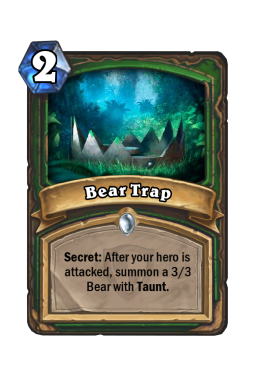 2
Bear Trap
Secret: After your hero is
attacked, summon a 3/3
Bear with Taunt.